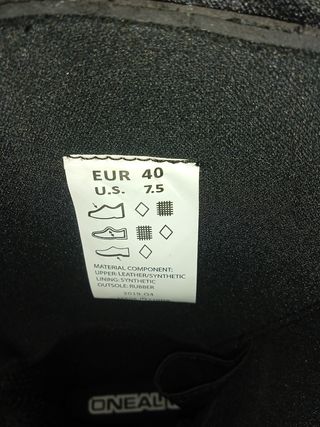 EUR 40
U.S. 7.5
MATERIAL COMPONENT:
UPPER: LEATHER/SYNTHETIC
LINING: SYNTHETIC
OUTSOLE: RUBBER
ONEAL